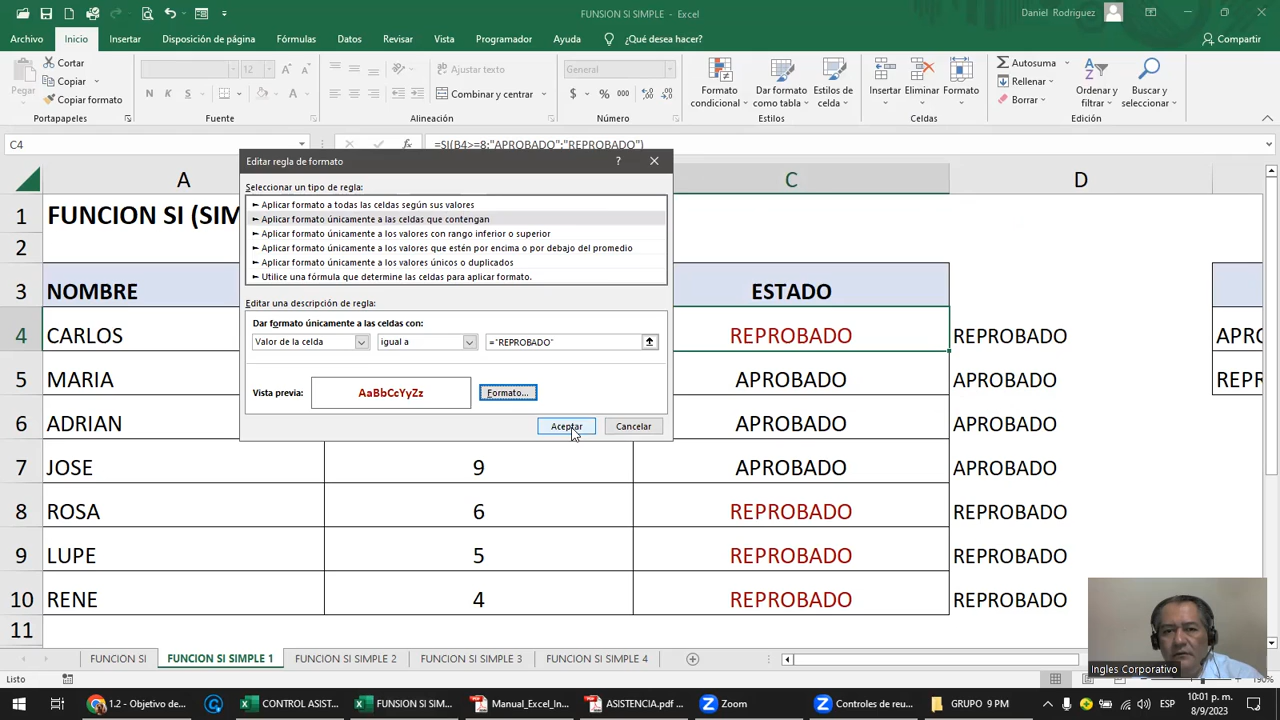 FUNSION SI SIMPLE - Excel
Daniel Rodriguez
Archivo Inicio Insertar Disposición de página Fórmulas Datos Revisar Vista Programador Ayuda ¿Qué desea hacer? Compartir
Pegar
Cortar
Copiar
Copiar formato
12
N K S
Ajustar texto
Combinar y centrar
General
$ % 000
Formato condicional
Dar formato como tabla
Estilos de celda
Insertar
Eliminar
Formato
Autosuma
Rellenar
Borrar
Ordenar y filtrar
Buscar y seleccionar
Portapapeles Fuente Alineación Número Estilos Celdas Edición
C4
fx
=SI(B4>=8;"APROBADO";"REPROBADO")
Editar regla de formato
?
Seleccionar un tipo de regla:
► Aplicar formato a todas las celdas según sus valores
► Aplicar formato únicamente a las celdas que contengan
► Aplicar formato únicamente a los valores con rango inferior o superior
► Aplicar formato únicamente a los valores que estén por encima o por debajo del promedio
► Aplicar formato únicamente a los valores únicos o duplicados
► Utilice una fórmula que determine las celdas para aplicar formato.
Editar una descripción de regla:
Dar formato únicamente a las celdas con:
Valor de la celda
igual a
="REPROBADO"
Vista previa:
AaBbCcYyZz
Formato...
Aceptar
Cancelar
A C D
1 FUNCION SI (SIM
2
3 NOMBRE ESTADO
4 CARLOS REPROBADO REPROBADO APRO
5 MARIA APROBADO APROBADO REPR
6 ADRIAN APROBADO APROBADO
7 JOSE 9 APROBADO APROBADO
8 ROSA 6 REPROBADO REPROBADO
9 LUPE 5 REPROBADO REPROBADO
10 RENE 4 REPROBADO REPROBADO
11
Ingles Corporativo
FUNCION SI FUNCION SI SIMPLE 1 FUNCION SI SIMPLE 2 FUNCION SI SIMPLE 3 FUNCION SI SIMPLE 4
Listo
190%
1.2 - Objetivo de... CONTROL ASIST... FUNSION SI SIM... Manual_Excel_In... ASISTENCIA.pdf ... Zoom Controles de reu... GRUPO 9 PM
ESP
10:01 p. m.
8/9/2023